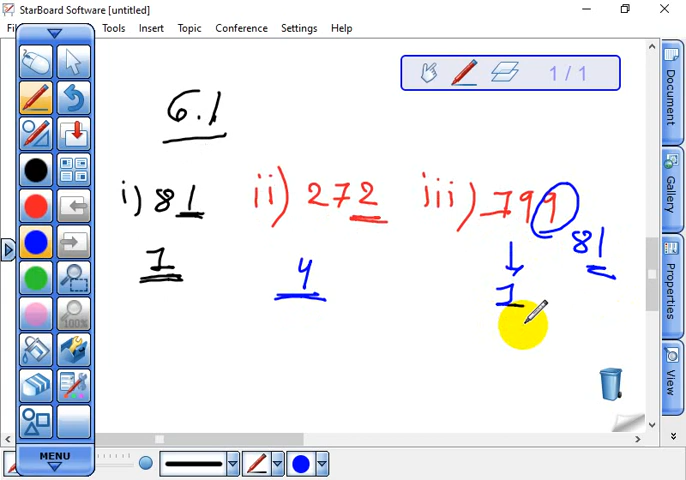 StarBoard Software [untitled]
Tools Insert Topic Conference Settings Help
1/1
6.1
i) 81 ii) 272 iii) 799
81
1 4 1
100%
MENU
Document
Gallery
Properties
View